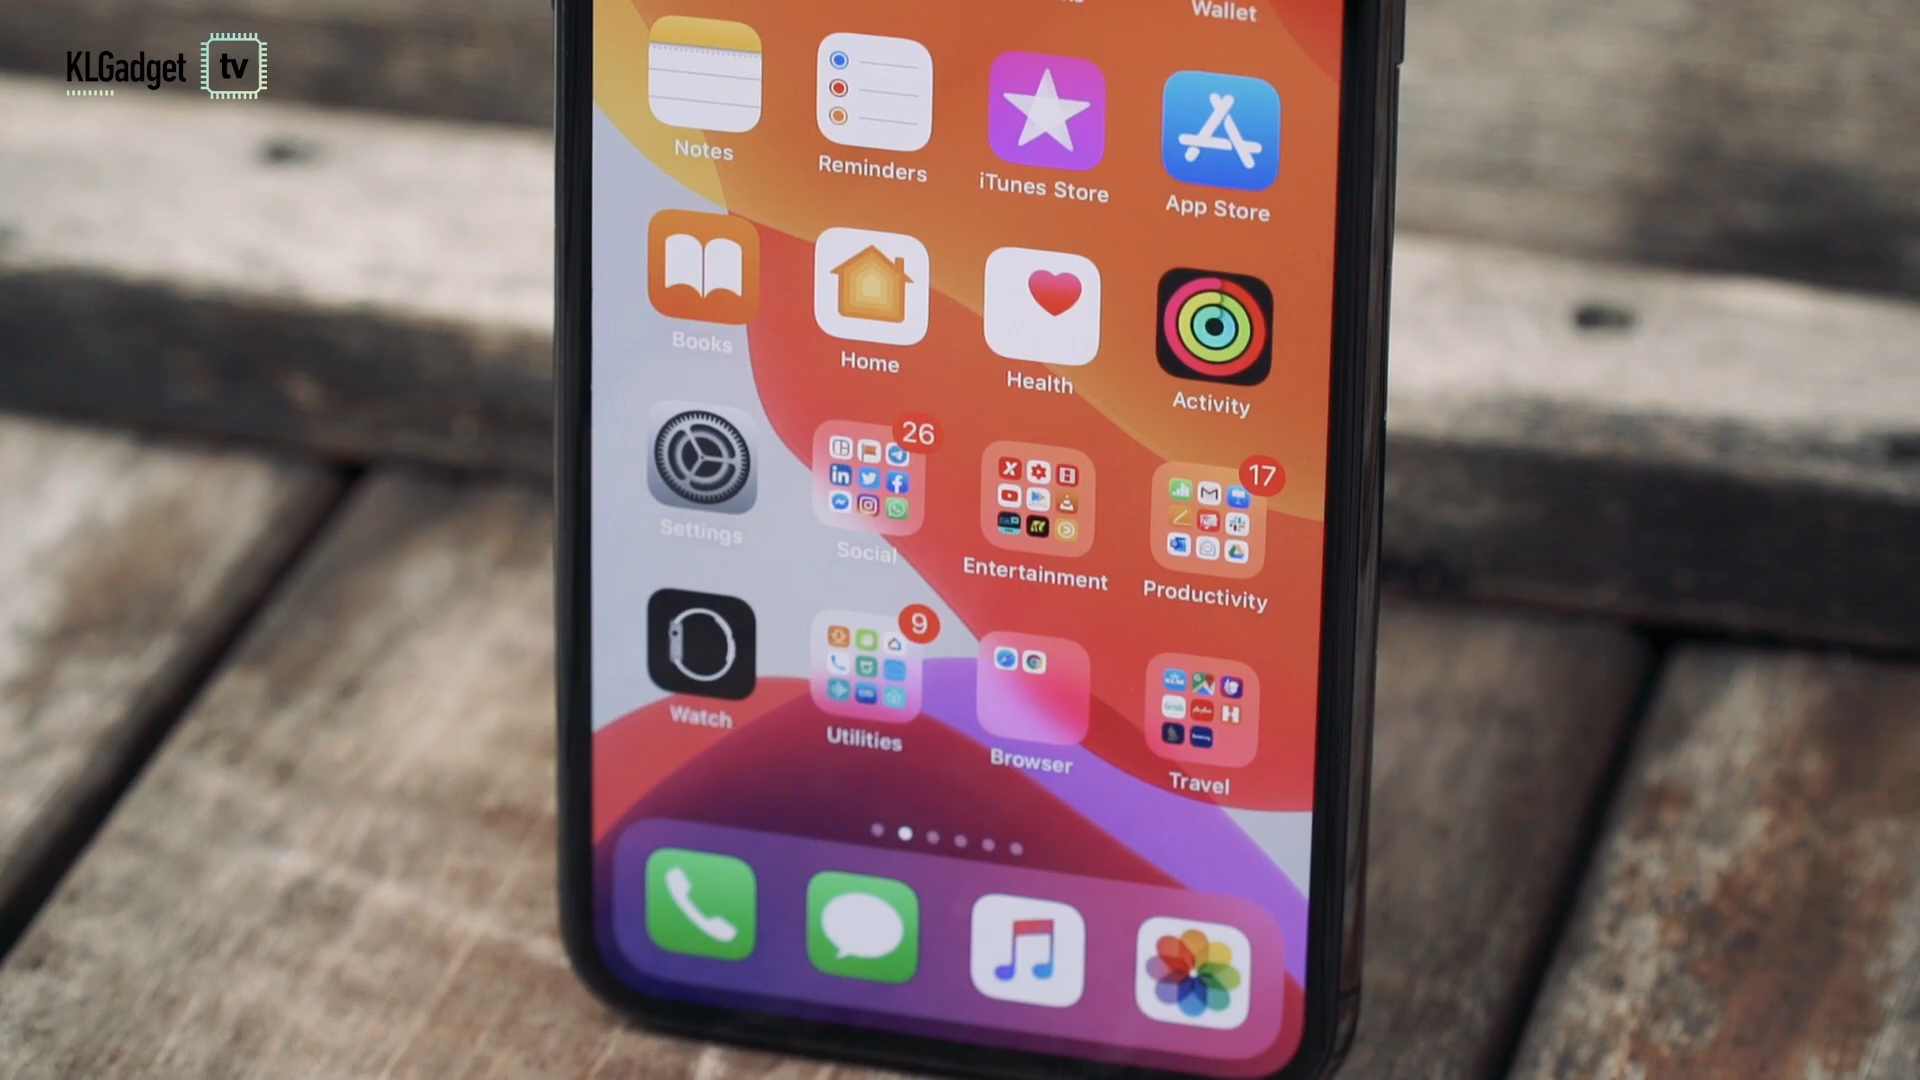 KLGadget tv
Wallet
Notes
Reminders
iTunes Store
App Store
Books
Home
Health
Activity
26
17
Settings
Social
Entertainment
Productivity
9
Watch
Utilities
Browser
Travel